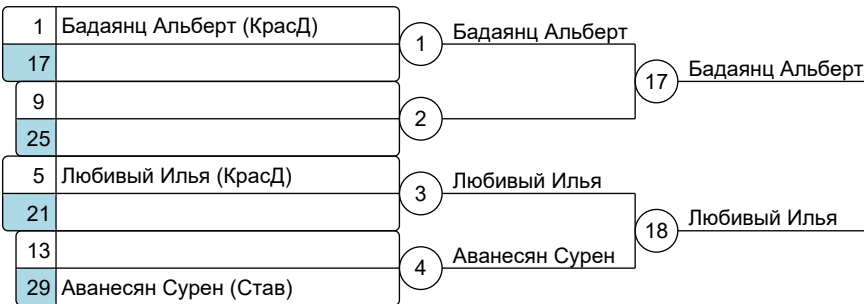 1 Бадаянц Альберт (КрасД)
17
9
25
5 Любивый Илья (КрасД)
21
13
29 Аванесян Сурен (Став)
1 Бадаянц Альберт
2
3 Любивый Илья
4 Аванесян Сурен
17 Бадаянц Альберт
18 Любивый Илья